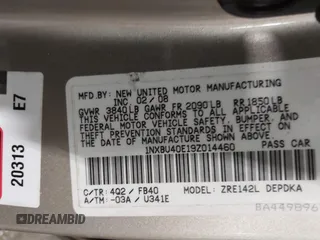 MFD. BY: NEW UNITED MOTOR MANUFACTURING
INC 02 / 08
GVWR 3840LB GAWR FR 2090LB RR 1850LB
THIS VEHICLE CONFORMS TO ALL APPLICABLE
FEDERAL MOTOR VEHICLE SAFETY, BUMPER, AND
THEFT PREVENTION STANDARDS IN EFFECT ON
THE DATE OF MANUFACTURE SHOWN ABOVE.
1NXBU40E19Z014460 PASS CAR
C/TR: 4Q2 / FB40 MODEL: ZRE142L DEPDKA
A/TM: -03A / U341E
BA449896
20313 E7
DREAMBID